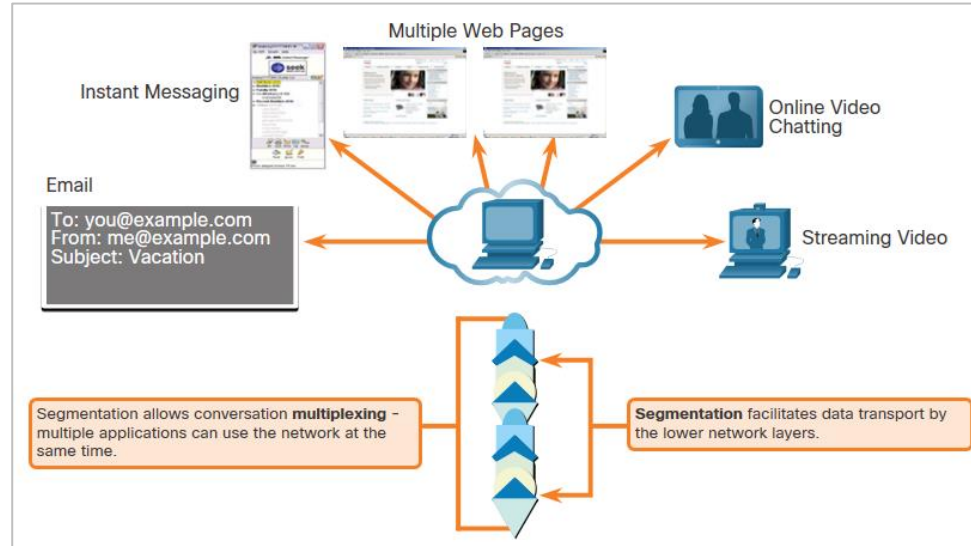 Multiple Web Pages
Instant Messaging
Online Video
Chatting
Email
To: you@example.com
From: me@example.com
Subject: Vacation
Streaming Video
Segmentation allows conversation multiplexing -
multiple applications can use the network at the
same time.
Segmentation facilitates data transport by
the lower network layers.